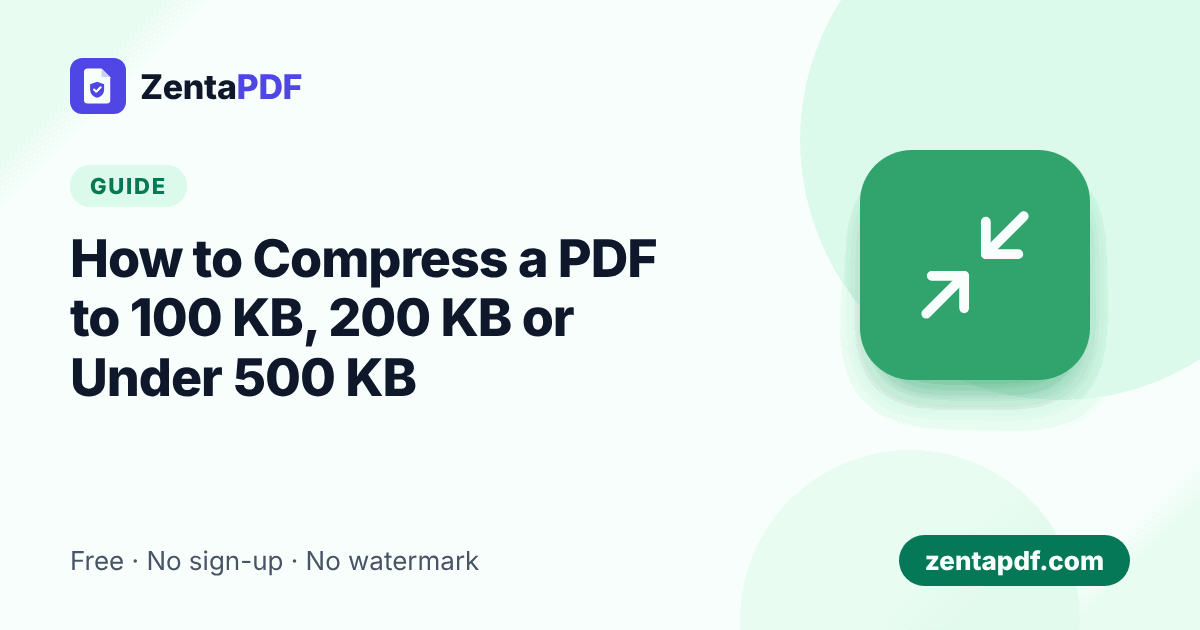 ZentaPDF
GUIDE
How to Compress a PDF
to 100 KB, 200 KB or
Under 500 KB
Free · No sign-up · No watermark
zentapdf.com